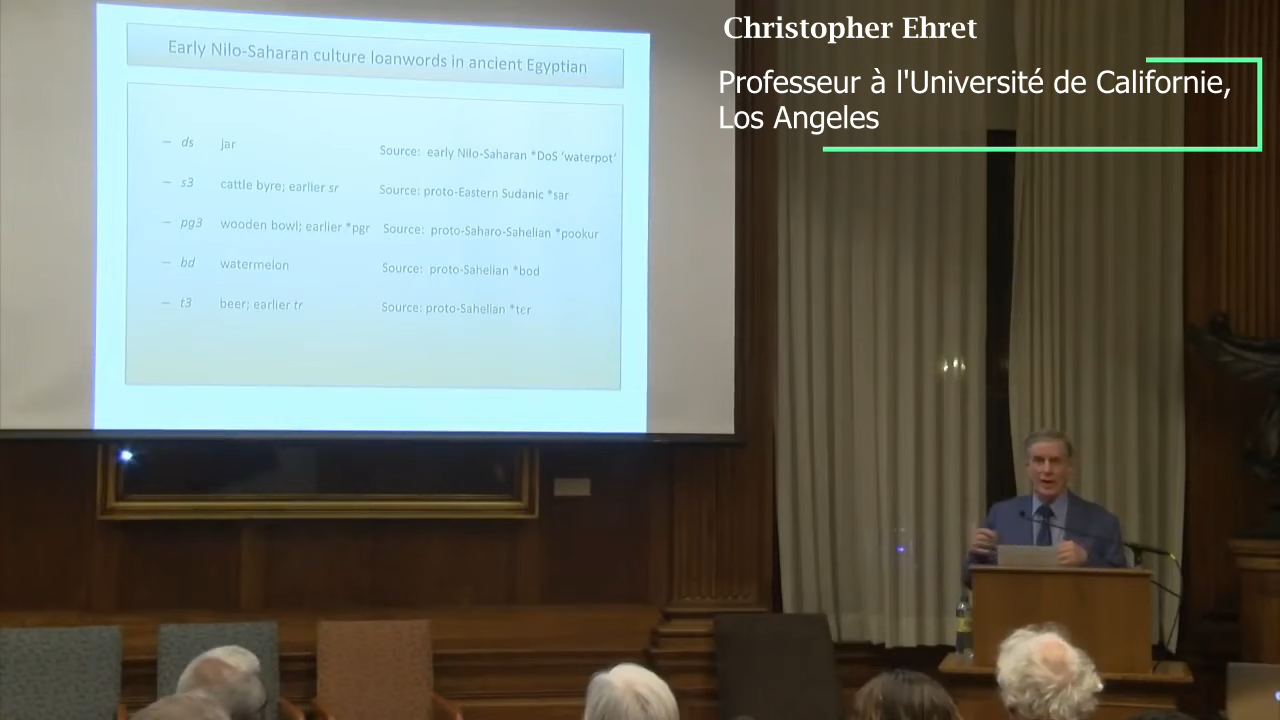 Christopher Ehret
Professeur à l'Université de Californie,
Los Angeles
Early Nilo-Saharan culture loanwords in ancient Egyptian
– ds jar Source: early Nilo-Saharan *DoS ‘waterpot’
– s3 cattle byre; earlier sr Source: proto-Eastern Sudanic *sar
– pg3 wooden bowl; earlier *pgr Source: proto-Saharo-Sahelian *pookur
– bd watermelon Source: proto-Sahelian *bod
– t3 beer; earlier tr Source: proto-Sahelian *tɛr